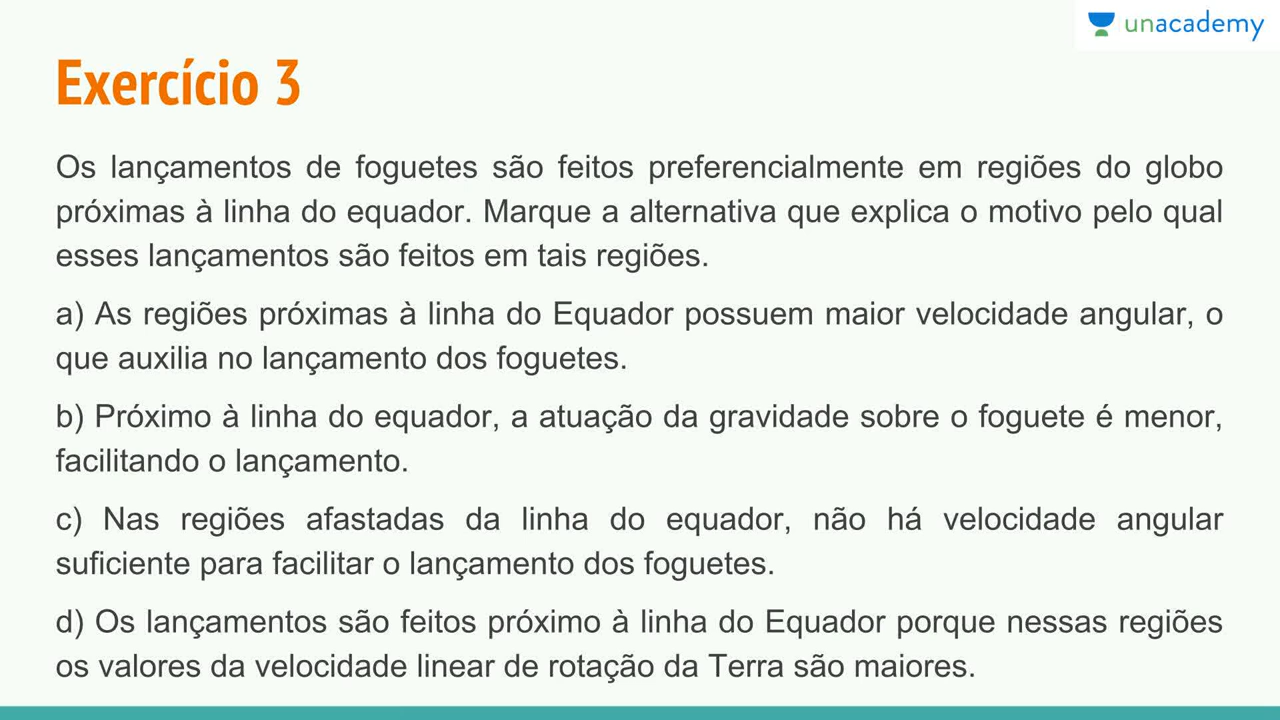 unacademy
Exercício 3
Os lançamentos de foguetes são feitos preferencialmente em regiões do globo
próximas à linha do equador. Marque a alternativa que explica o motivo pelo qual
esses lançamentos são feitos em tais regiões.
a) As regiões próximas à linha do Equador possuem maior velocidade angular, o
que auxilia no lançamento dos foguetes.
b) Próximo à linha do equador, a atuação da gravidade sobre o foguete é menor,
facilitando o lançamento.
c) Nas regiões afastadas da linha do equador, não há velocidade angular
suficiente para facilitar o lançamento dos foguetes.
d) Os lançamentos são feitos próximo à linha do Equador porque nessas regiões
os valores da velocidade linear de rotação da Terra são maiores.